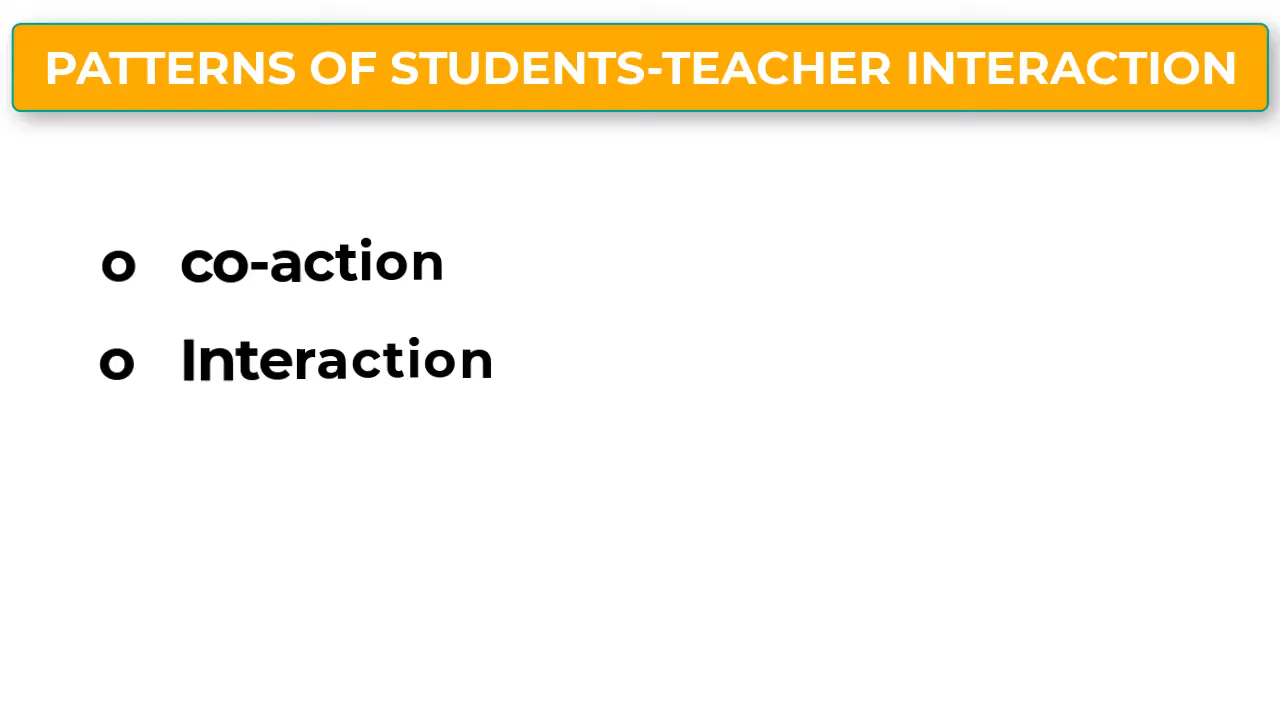 PATTERNS OF STUDENTS-TEACHER INTERACTION
o co-action
o Interaction